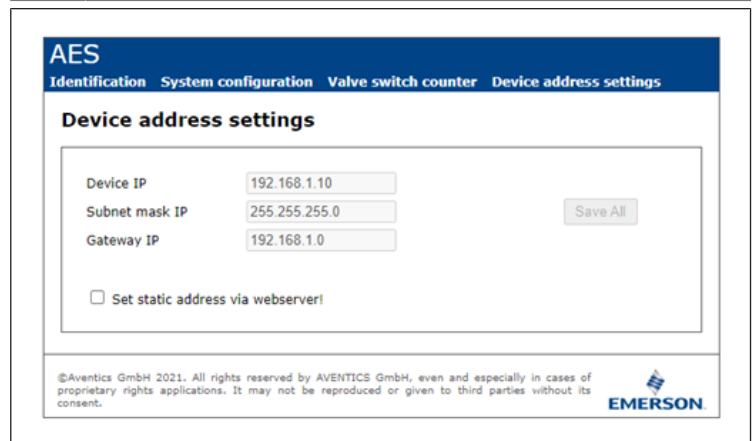 AES
Identification System configuration Valve switch counter Device address settings
Device address settings
Device IP 192.168.1.10
Subnet mask IP 255.255.255.0 Save All
Gateway IP 192.168.1.0
Set static address via webserver!
©Aventics GmbH 2021. All rights reserved by AVENTICS GmbH, even and especially in cases of
proprietary rights applications. It may not be reproduced or given to third parties without its
consent.
EMERSON.